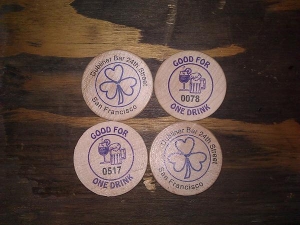 Dubliner Bar 24th Street
San Francisco
GOOD FOR
0078
ONE DRINK
GOOD FOR
0517
ONE DRINK
Dubliner Bar 24th Street
San Francisco